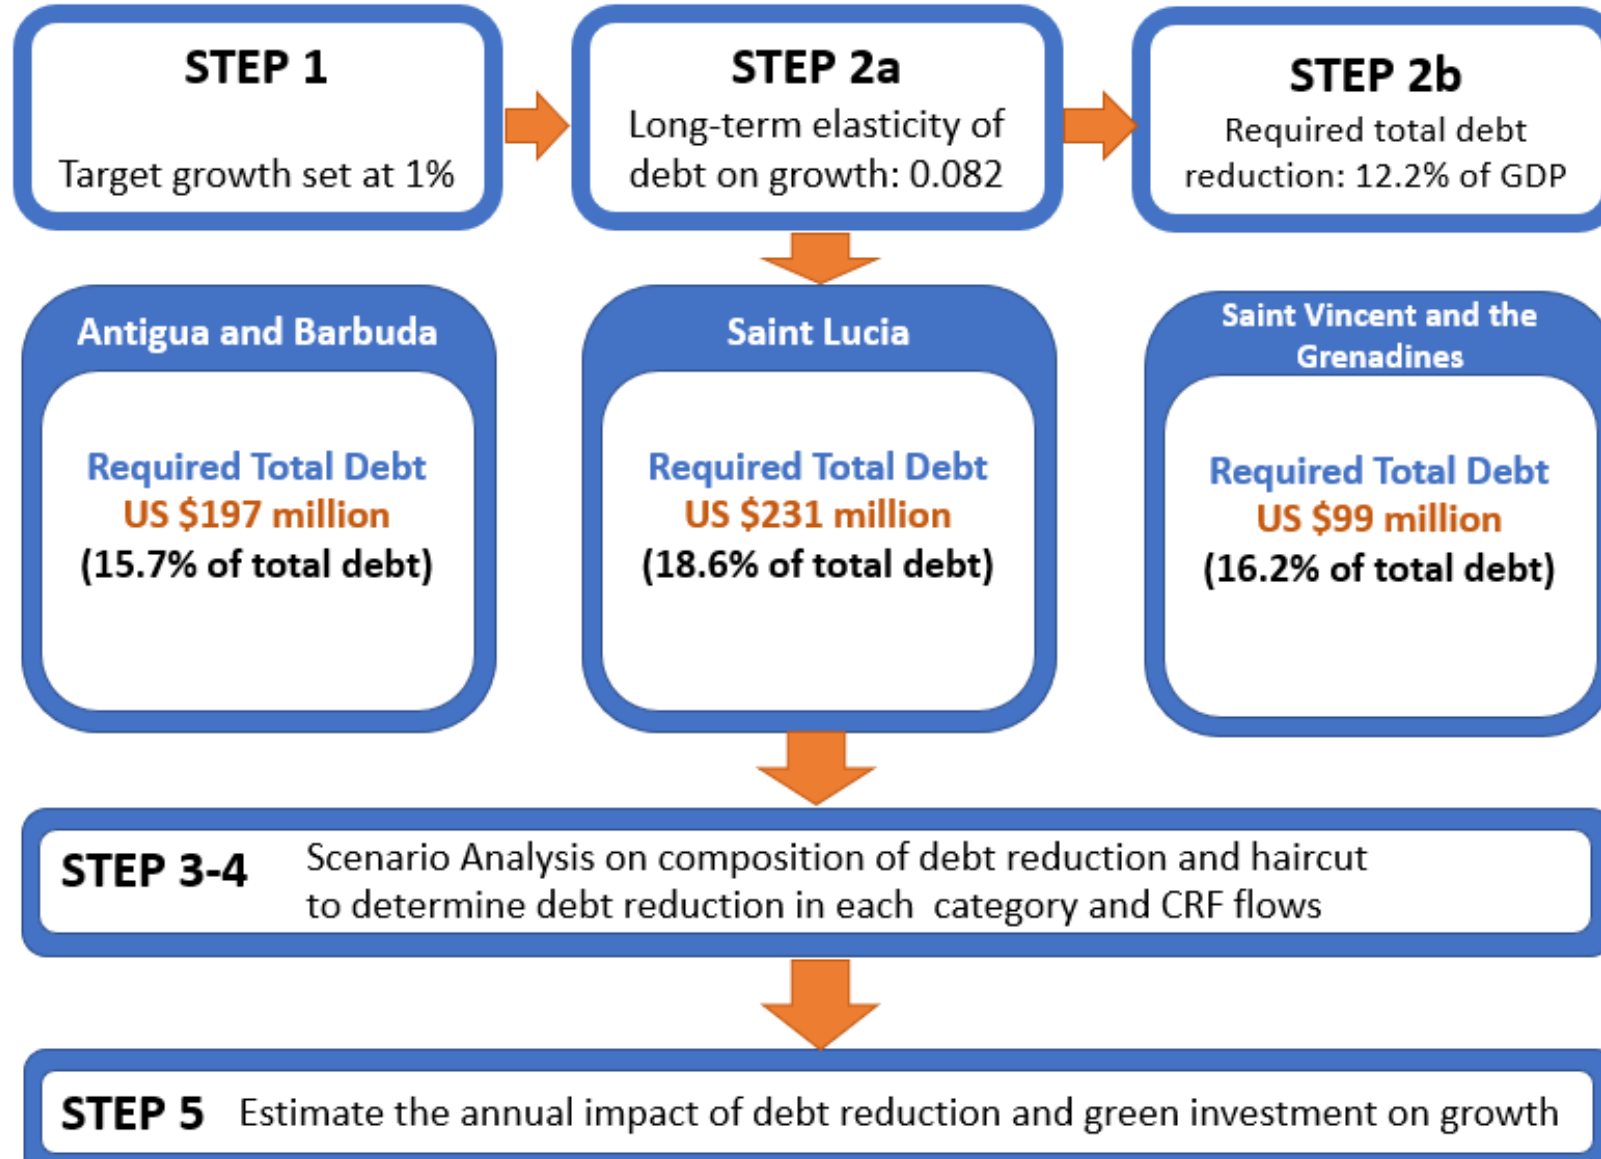 STEP 1
Target growth set at 1%
STEP 2a
Long-term elasticity of
debt on growth: 0.082
STEP 2b
Required total debt
reduction: 12.2% of GDP
Antigua and Barbuda
Required Total Debt
US $197 million
(15.7% of total debt)
Saint Lucia
Required Total Debt
US $231 million
(18.6% of total debt)
Saint Vincent and the
Grenadines
Required Total Debt
US $99 million
(16.2% of total debt)
STEP 3-4
Scenario Analysis on composition of debt reduction and haircut
to determine debt reduction in each category and CRF flows
STEP 5 Estimate the annual impact of debt reduction and green investment on growth